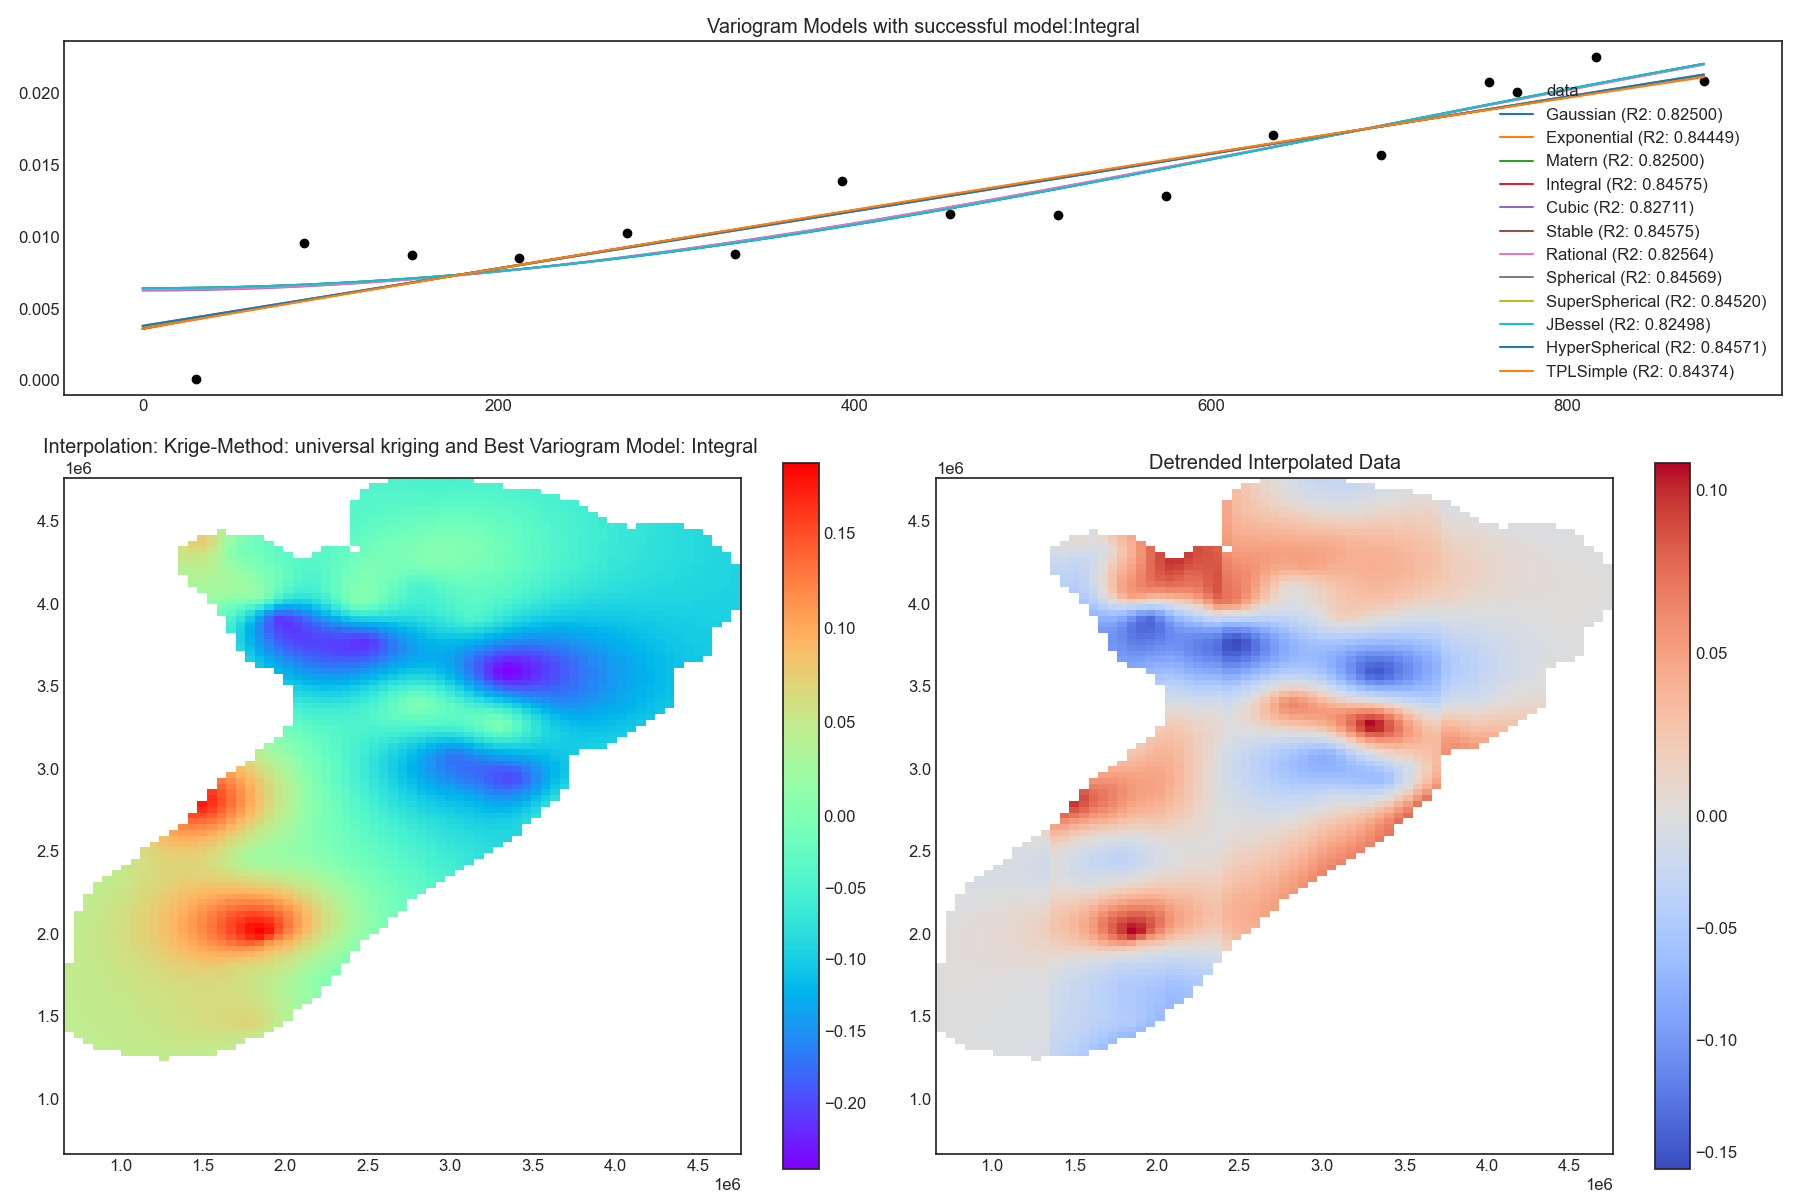 Variogram Models with successful model:Integral
0.020
0.015
0.010
0.005
0.000
data
Gaussian (R2: 0.82500)
Exponential (R2: 0.84449)
Matern (R2: 0.82500)
Integral (R2: 0.84575)
Cubic (R2: 0.82711)
Stable (R2: 0.84575)
Rational (R2: 0.82564)
Spherical (R2: 0.84569)
SuperSpherical (R2: 0.84520)
JBessel (R2: 0.82498)
HyperSpherical (R2: 0.84571)
TPLSimple (R2: 0.84374)
0 200 400 600 800
Interpolation: Krige-Method: universal kriging and Best Variogram Model: Integral
1e6
4.5
4.0
3.5
3.0
2.5
2.0
1.5
1.0
1.0 1.5 2.0 2.5 3.0 3.5 4.0 4.5
1e6
0.15
0.10
0.05
0.00
−0.05
−0.10
−0.15
−0.20
Detrended Interpolated Data
1e6
4.5
4.0
3.5
3.0
2.5
2.0
1.5
1.0
1.0 1.5 2.0 2.5 3.0 3.5 4.0 4.5
1e6
0.10
0.05
0.00
−0.05
−0.10
−0.15